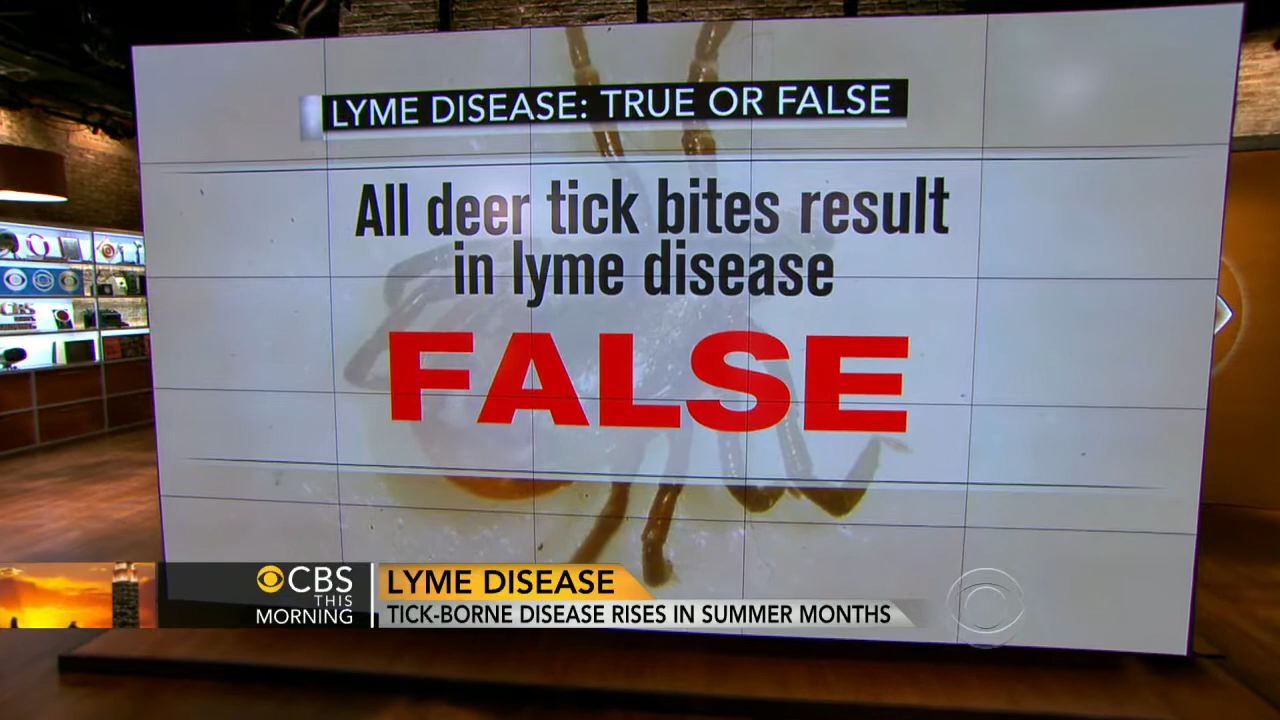 LYME DISEASE: TRUE OR FALSE
All deer tick bites result
in lyme disease
FALSE
CBS
THIS
MORNING
LYME DISEASE
TICK-BORNE DISEASE RISES IN SUMMER MONTHS